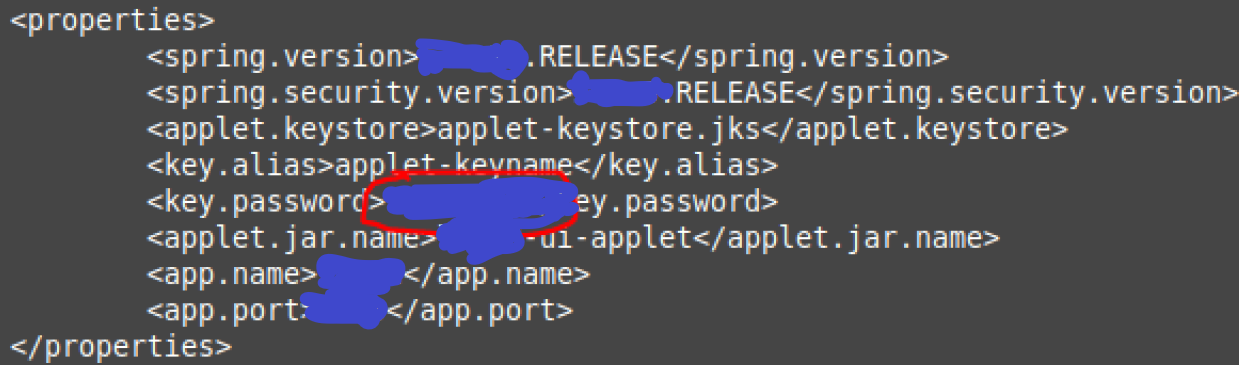 <properties>
<spring.version> .RELEASE</spring.version>
<spring.security.version> .RELEASE</spring.security.version>
<applet.keystore>applet-keystore.jks</applet.keystore>
<key.alias>applet-keyname</key.alias>
<key.password> ey.password>
<applet.jar.name> -ui-applet</applet.jar.name>
<app.name> </app.name>
<app.port> </app.port>
</properties>